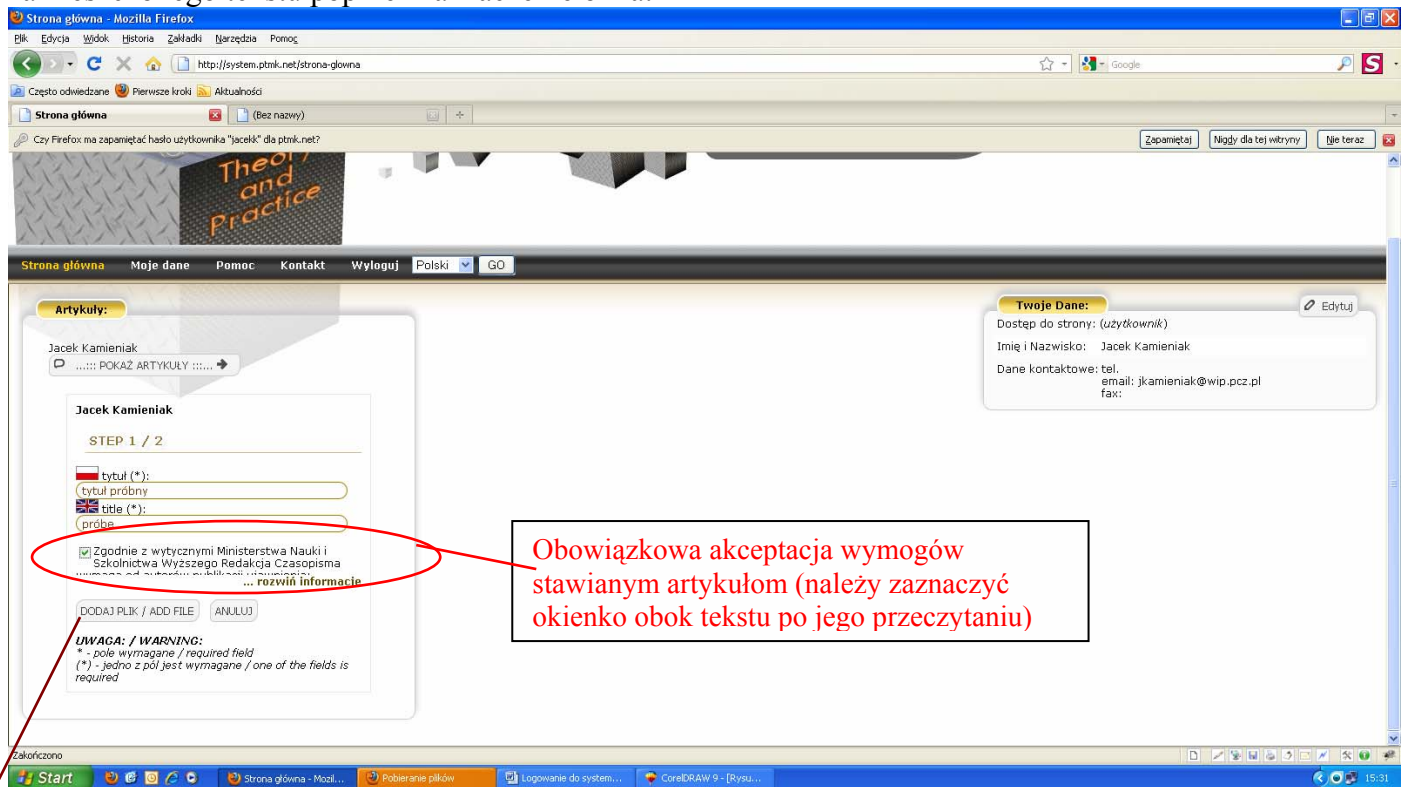 Strona główna - Mozilla Firefox
Plik Edycja Widok Historia Zakładki Narzędzia Pomoc
http://system.ptmk.net/strona-glowna
Google
S
Często odwiedzane Pierwsze kroki Aktualności
Strona główna (Bez nazwy)
Czy Firefox ma zapamiętać hasło użytkownika "jacekk" dla ptmk.net? Zapamiętaj Nigdy dla tej witryny Nie teraz
Theory
and
Practice
Strona główna Moje dane Pomoc Kontakt Wyloguj Polski GO
Artykuły:
Jacek Kamieniak
...::: POKAŻ ARTYKUŁY :::...
Jacek Kamieniak
STEP 1 / 2
tytuł (*):
tytuł próbny
title (*):
próbe
Zgodnie z wytycznymi Ministerstwa Nauki i
Szkolnictwa Wyższego Redakcja Czasopisma
wymaga od autorów publikacji ujawnienia
... rozwiń informacje
DODAJ PLIK / ADD FILE ANULUJ
UWAGA: / WARNING:
* - pole wymagane / required field
(*) - jedno z pól jest wymagane / one of the fields is
required
Twoje Dane: Edytuj
Dostęp do strony: (użytkownik)
Imię i Nazwisko: Jacek Kamieniak
Dane kontaktowe: tel.
email: jkamieniak@wip.pcz.pl
fax:
Obowiązkowa akceptacja wymogów
stawianym artykułom (należy zaznaczyć
okienko obok tekstu po jego przeczytaniu)
Zakończono
Start Strona główna - Mozil... Pobieranie plików Logowanie do system... CorelDRAW 9 - [Rysu... 15:31